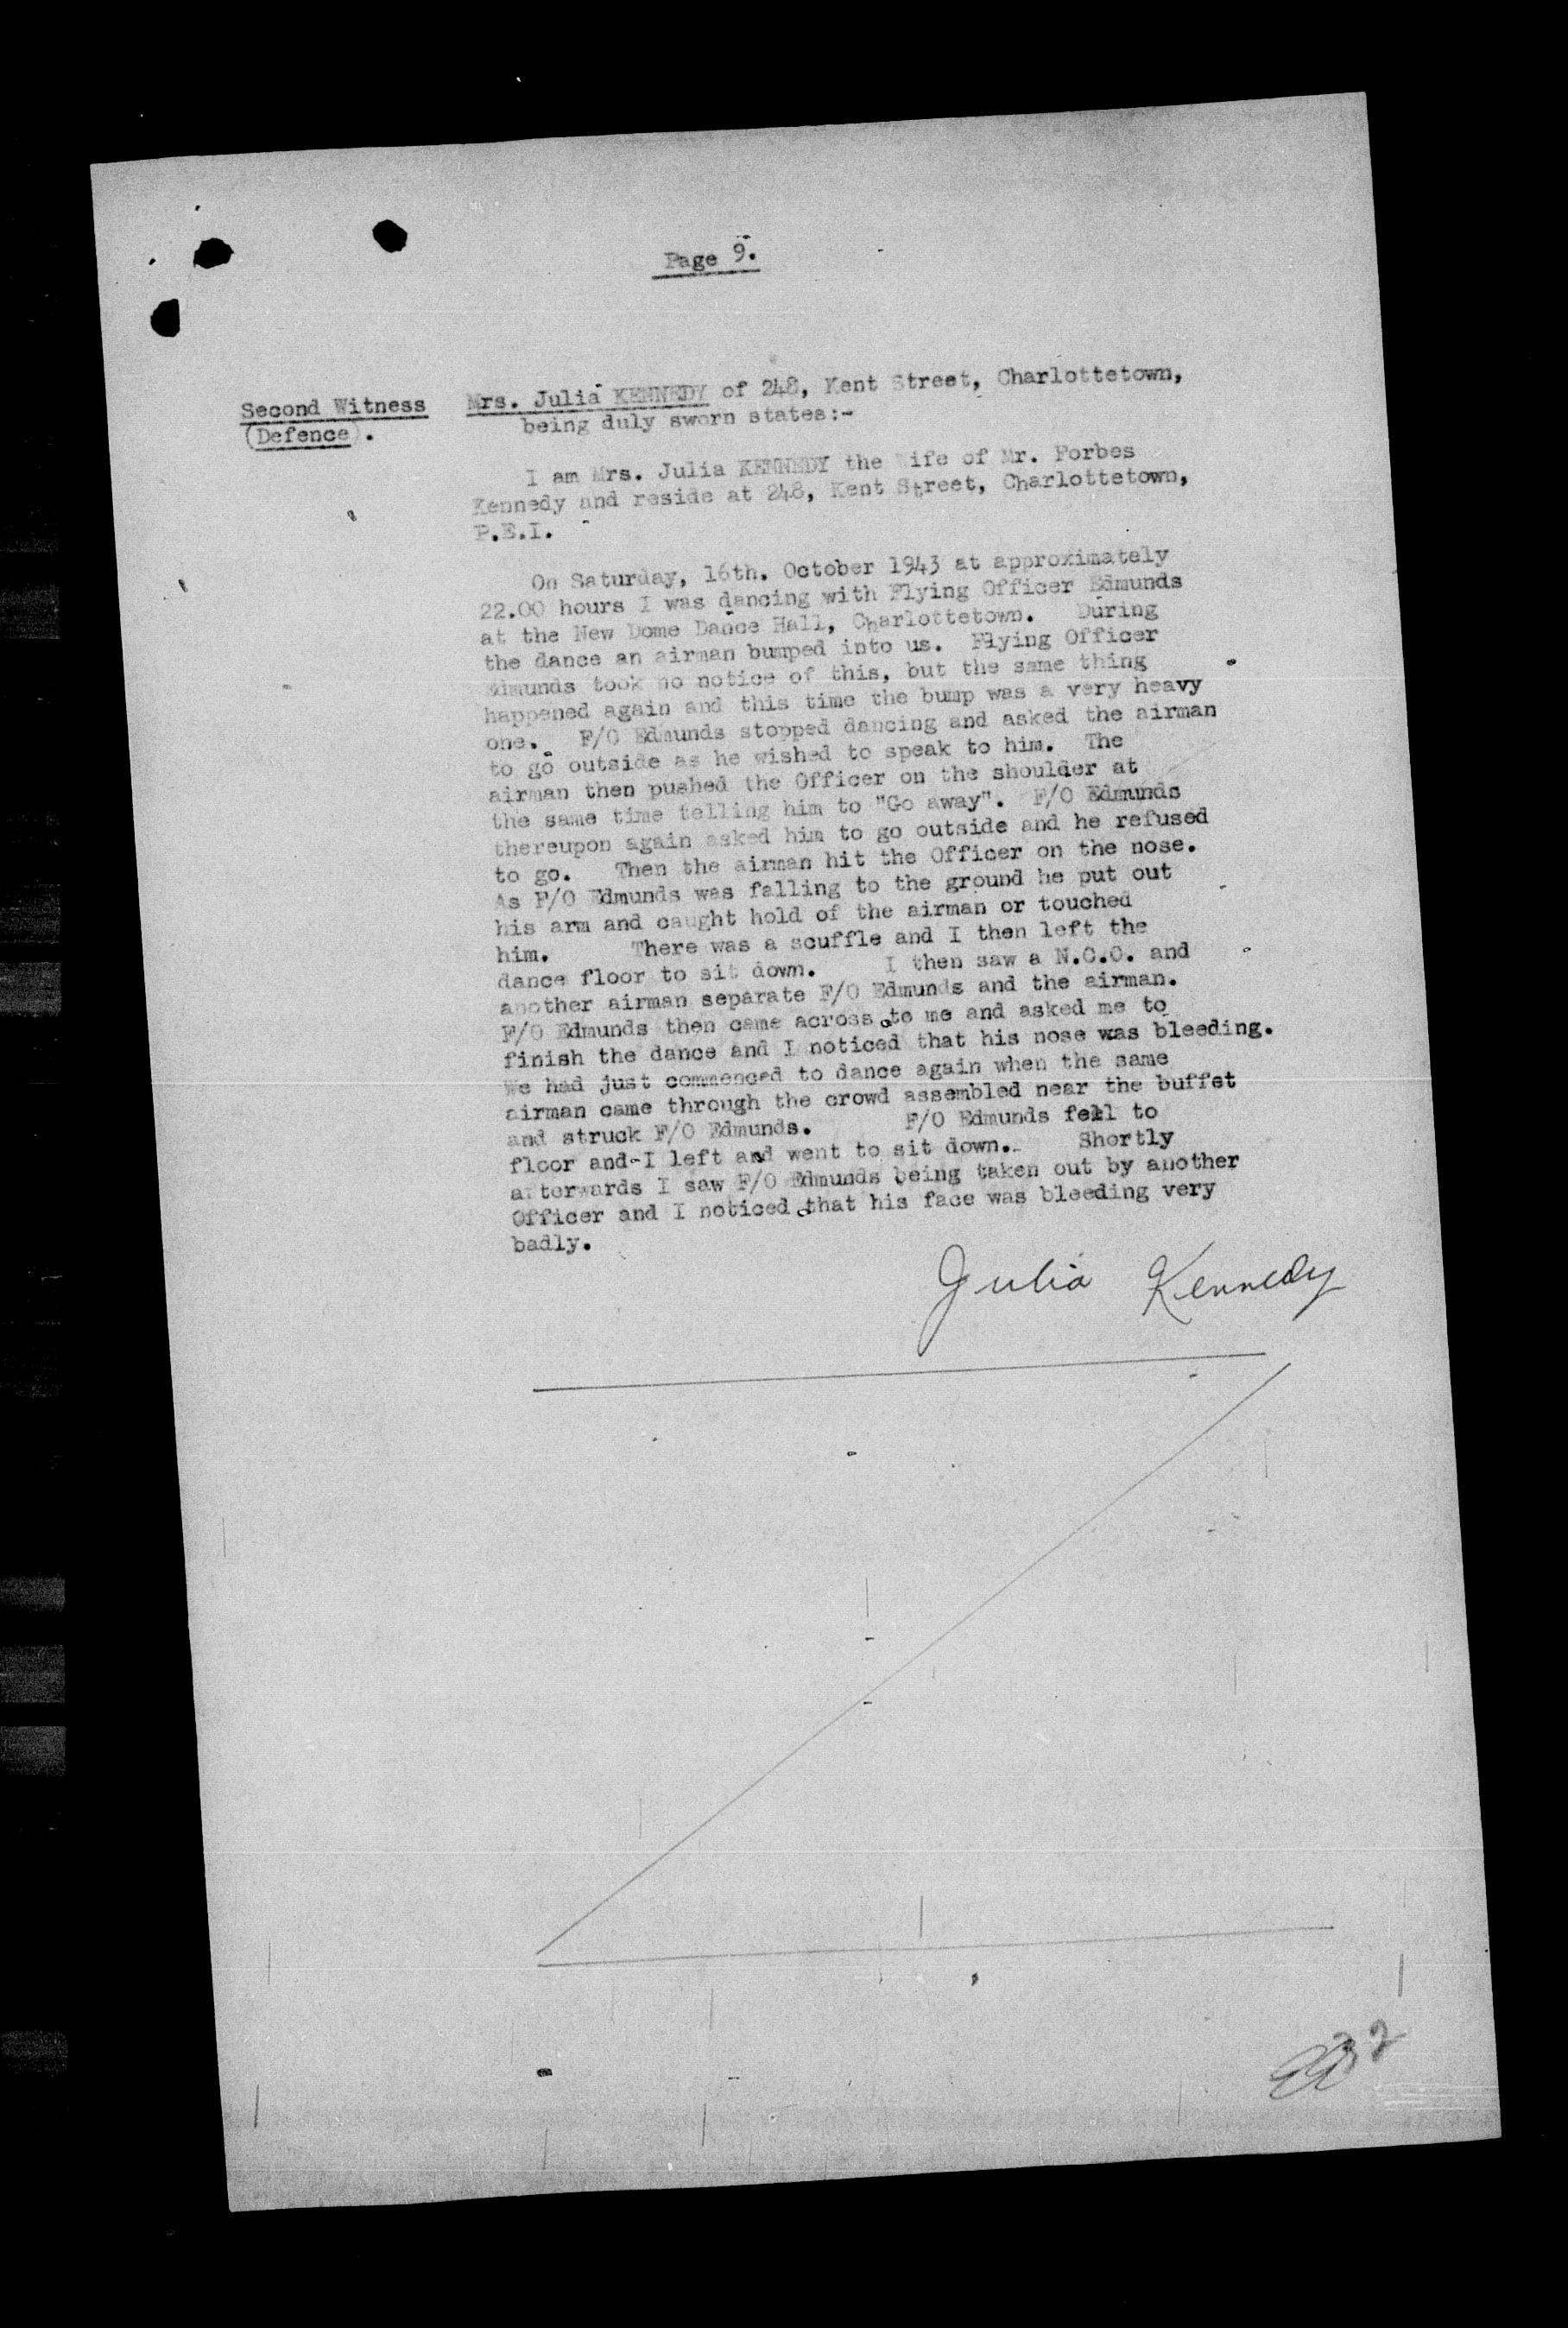 Page 9.
Second Witness
(Defence).
Mrs. Julia KENNEDY of 248, Kent Street, Charlottetown,
being duly sworn states:-
I am Mrs. Julia KENNEDY the Wife of Mr. Forbes
Kennedy and reside at 248, Kent Street, Charlottetown,
P.E.I.
On Saturday, 16th. October 1943 at approximately
22.00 hours I was dancing with Flying Officer Edmunds
at the New Dome Dance Hall, Charlottetown. During
the dance an airman bumped into us. Flying Officer
Edmunds took no notice of this, but the same thing
happened again and this time the bump was a very heavy
one. F/O Edmunds stopped dancing and asked the airman
to go outside as he wished to speak to him. The
airman then pushed the Officer on the shoulder at
the same time telling him to "Go away". F/O Edmunds
thereupon again asked him to go outside and he refused
to go. Then the airman hit the Officer on the nose.
As F/O Edmunds was falling to the ground he put out
his arm and caught hold of the airman or touched
him. There was a scuffle and I then left the
dance floor to sit down. I then saw a N.C.O. and
another airman separate F/O Edmunds and the airman.
F/O Edmunds then came across to me and asked me to
finish the dance and I noticed that his nose was bleeding.
We had just commenced to dance again when the same
airman came through the crowd assembled near the buffet
and struck F/O Edmunds. F/O Edmunds fell to
floor and I left and went to sit down. Shortly
afterwards I saw F/O Edmunds being taken out by another
Officer and I noticed that his face was bleeding very
badly.
Julia Kennedy